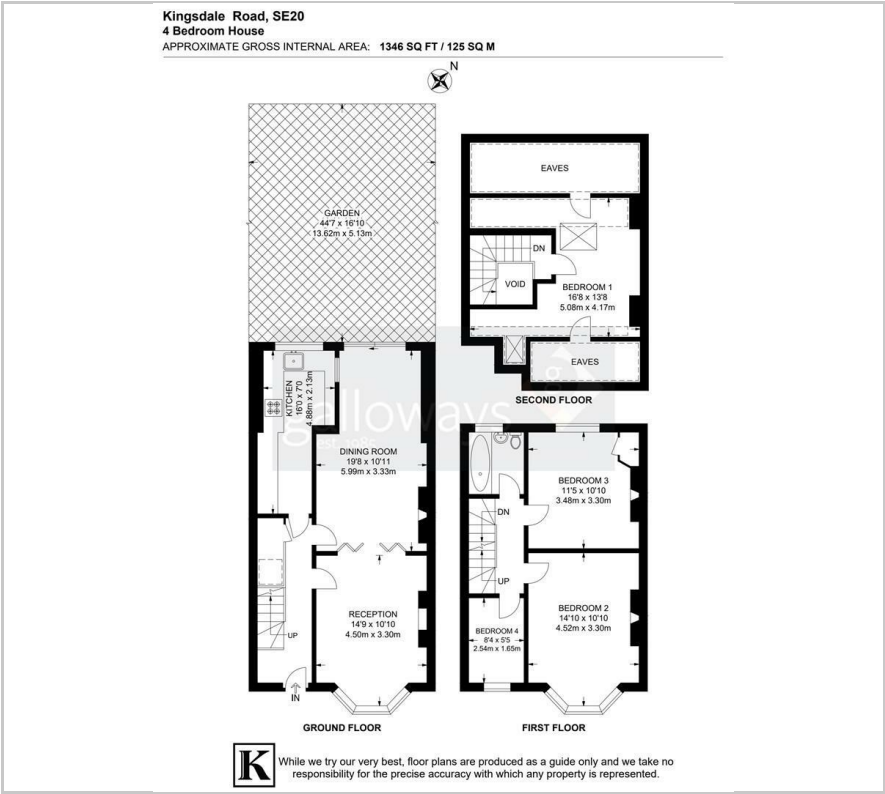 Kingsdale Road, SE20
4 Bedroom House
APPROXIMATE GROSS INTERNAL AREA: 1346 SQ FT / 125 SQ M
N
GARDEN
44'7 x 16'10
13.62m x 5.13m
EAVES
DN
VOID
BEDROOM 1
16'8 x 13'8
5.08m x 4.17m
EAVES
SECOND FLOOR
KITCHEN
16'0 x 7'0
4.88m x 2.13m
galloways
est. 1985
g
DINING ROOM
19'8 x 10'11
5.99m x 3.33m
RECEPTION
14'9 x 10'10
4.50m x 3.30m
UP
IN
GROUND FLOOR
BEDROOM 3
11'5 x 10'10
3.48m x 3.30m
DN
UP
BEDROOM 2
14'10 x 10'10
4.52m x 3.30m
BEDROOM 4
8'4 x 5'5
2.54m x 1.65m
FIRST FLOOR
K
While we try our very best, floor plans are produced as a guide only and we take no
responsibility for the precise accuracy with which any property is represented.